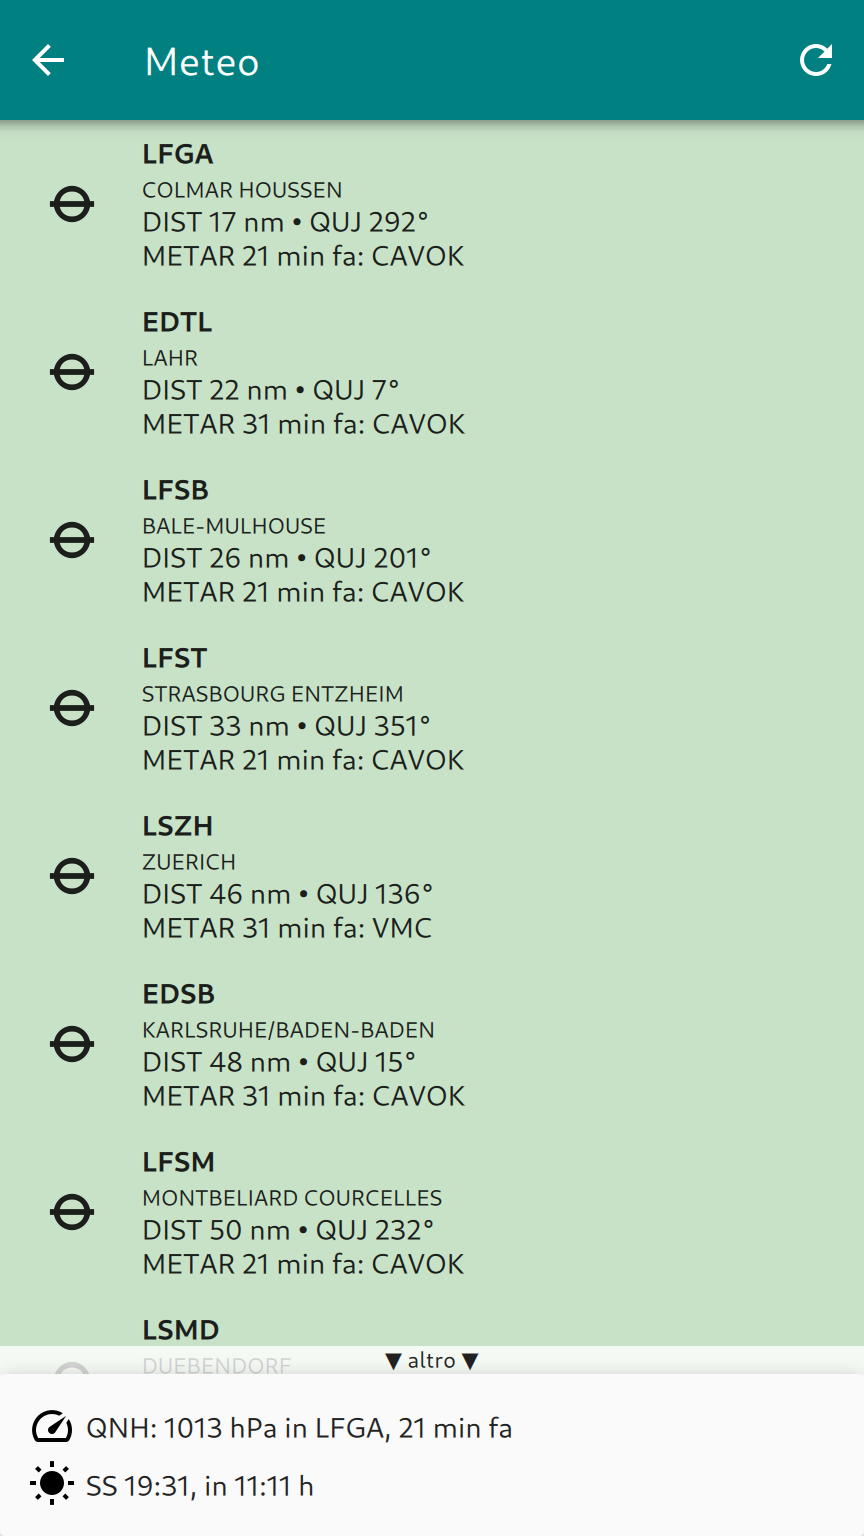 Meteo
LFGA
COLMAR HOUSSEN
DIST 17 nm • QUJ 292°
METAR 21 min fa: CAVOK
EDTL
LAHR
DIST 22 nm • QUJ 7°
METAR 31 min fa: CAVOK
LFSB
BALE-MULHOUSE
DIST 26 nm • QUJ 201°
METAR 21 min fa: CAVOK
LFST
STRASBOURG ENTZHEIM
DIST 33 nm • QUJ 351°
METAR 21 min fa: CAVOK
LSZH
ZUERICH
DIST 46 nm • QUJ 136°
METAR 31 min fa: VMC
EDSB
KARLSRUHE/BADEN-BADEN
DIST 48 nm • QUJ 15°
METAR 31 min fa: CAVOK
LFSM
MONTBELIARD COURCELLES
DIST 50 nm • QUJ 232°
METAR 21 min fa: CAVOK
LSMD
DUEBENDORF
▼ altro ▼
QNH: 1013 hPa in LFGA, 21 min fa
SS 19:31, in 11:11 h